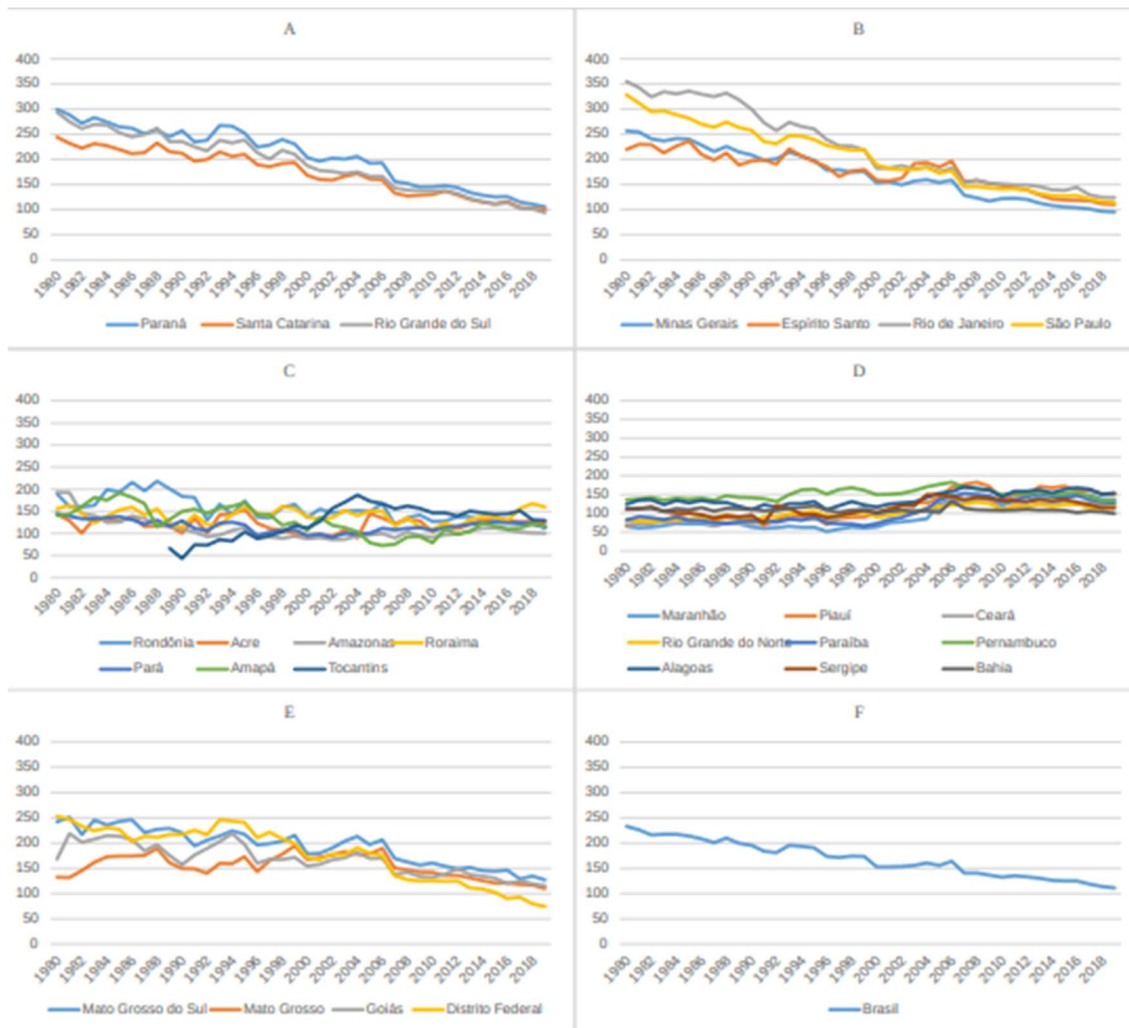 A
400
350
300
250
200
150
100
50
0
1980 1982 1984 1986 1988 1990 1992 1994 1996 1998 2000 2002 2004 2006 2008 2010 2012 2014 2016 2018
Paraná Santa Catarina Rio Grande do Sul
B
400
350
300
250
200
150
100
50
0
1980 1982 1984 1986 1988 1990 1992 1994 1996 1998 2000 2002 2004 2006 2008 2010 2012 2014 2016 2018
Minas Gerais Espírito Santo Rio de Janeiro São Paulo
C
400
350
300
250
200
150
100
50
0
1980 1982 1984 1986 1988 1990 1992 1994 1996 1998 2000 2002 2004 2006 2008 2010 2012 2014 2016 2018
Rondônia Acre Amazonas Roraima
Pará Amapá Tocantins
D
400
350
300
250
200
150
100
50
0
1980 1982 1984 1986 1988 1990 1992 1994 1996 1998 2000 2002 2004 2006 2008 2010 2012 2014 2016 2018
Maranhão Piauí Ceará
Rio Grande do Norte Paraíba Pernambuco
Alagoas Sergipe Bahia
E
400
350
300
250
200
150
100
50
0
1980 1982 1984 1986 1988 1990 1992 1994 1996 1998 2000 2002 2004 2006 2008 2010 2012 2014 2016 2018
Mato Grosso do Sul Mato Grosso Goiás Distrito Federal
F
400
350
300
250
200
150
100
50
0
1980 1982 1984 1986 1988 1990 1992 1994 1996 1998 2000 2002 2004 2006 2008 2010 2012 2014 2016 2018
Brasil